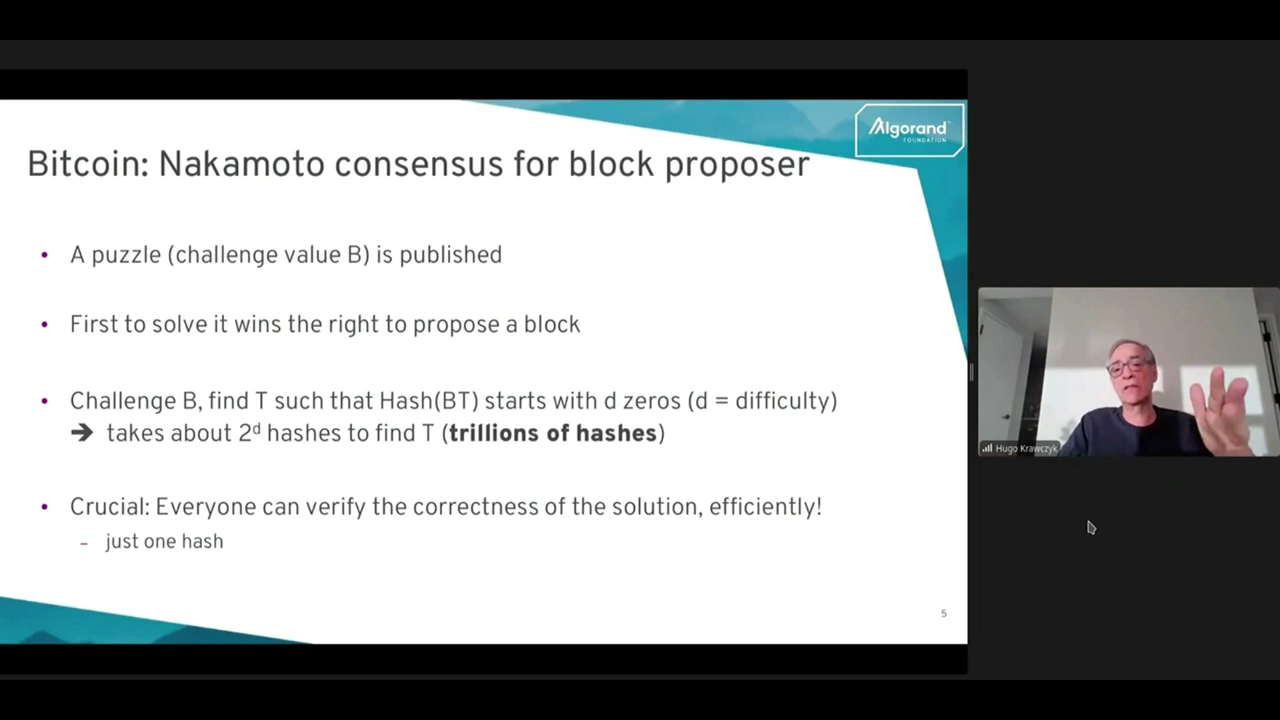 Algorand
FOUNDATION
Bitcoin: Nakamoto consensus for block proposer
• A puzzle (challenge value B) is published
• First to solve it wins the right to propose a block
• Challenge B, find T such that Hash(BT) starts with d zeros (d = difficulty)
➔ takes about 2ᵈ hashes to find T (trillions of hashes)
• Crucial: Everyone can verify the correctness of the solution, efficiently!
– just one hash
5
Hugo Krawczyk